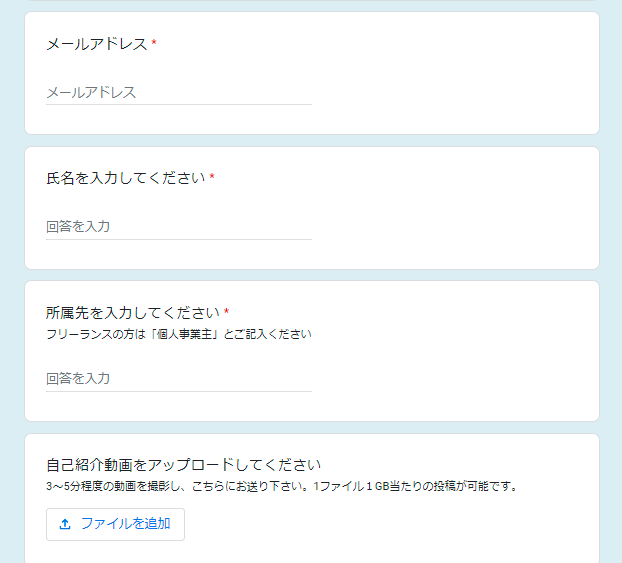 メールアドレス *
メールアドレス
氏名を入力してください *
回答を入力
所属先を入力してください *
フリーランスの方は「個人事業主」とご記入ください
回答を入力
自己紹介動画をアップロードしてください
3～5分程度の動画を撮影し、こちらにお送り下さい。1ファイル１GB当たりの投稿が可能です。
ファイルを追加